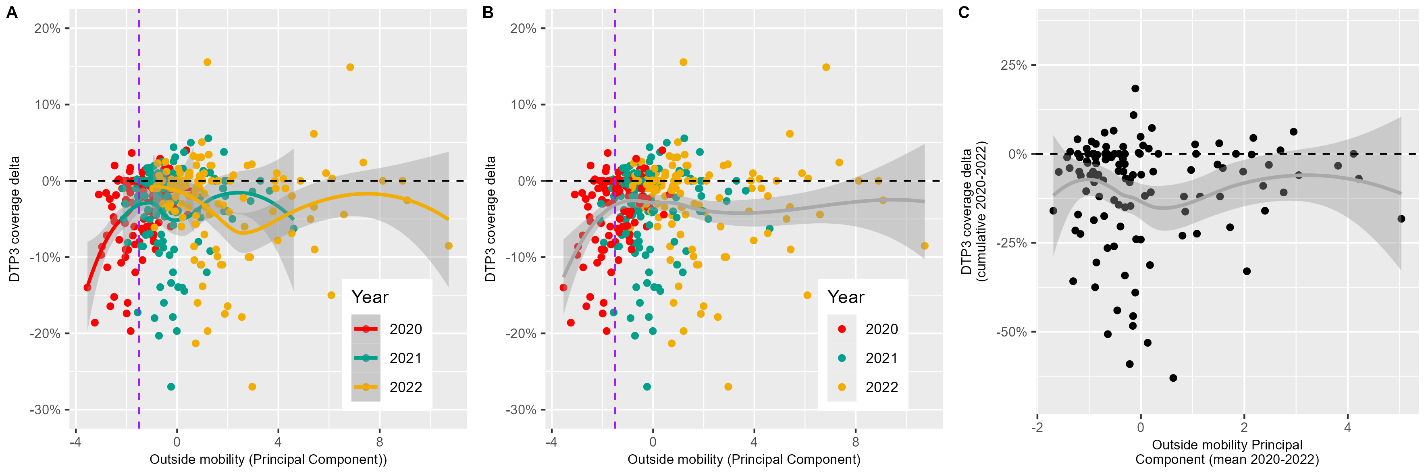 A
DTP3 coverage delta
20%
10%
0%
-10%
-20%
-30%
-4
0
4
8
Outside mobility (Principal Component))
Year
2020
2021
2022
B
DTP3 coverage delta
20%
10%
0%
-10%
-20%
-30%
-4
0
4
8
Outside mobility (Principal Component)
Year
2020
2021
2022
C
DTP3 coverage delta
(cumulative 2020-2022)
25%
0%
-25%
-50%
-2
0
2
4
Outside mobility Principal
Component (mean 2020-2022)